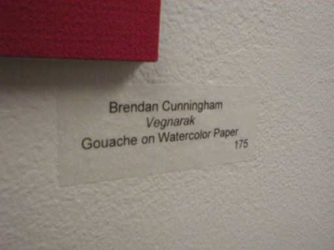 Brendan Cunningham
Vegnarak
Gouache on Watercolor Paper
175